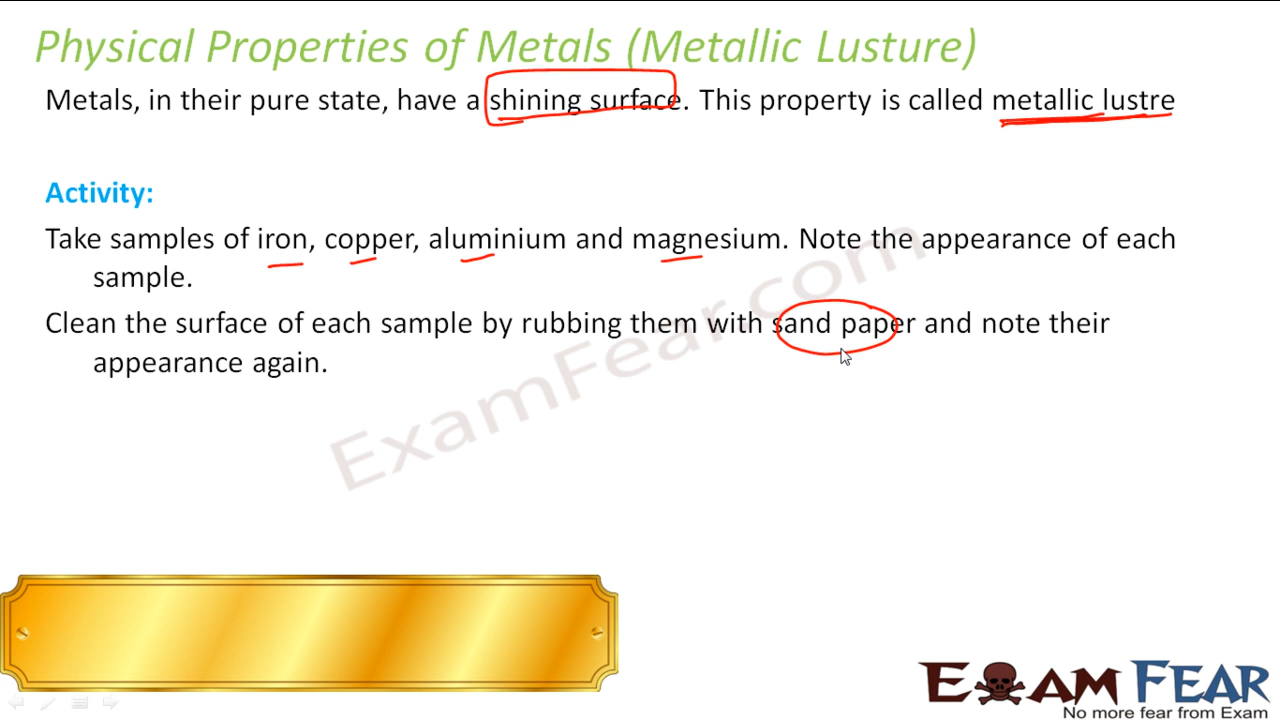 Physical Properties of Metals (Metallic Lusture)
Metals, in their pure state, have a shining surface. This property is called metallic lustre
Activity:
Take samples of iron, copper, aluminium and magnesium. Note the appearance of each
sample.
Clean the surface of each sample by rubbing them with sand paper and note their
appearance again.
ExamFear.com
EXAM FEAR
No more fear from Exam